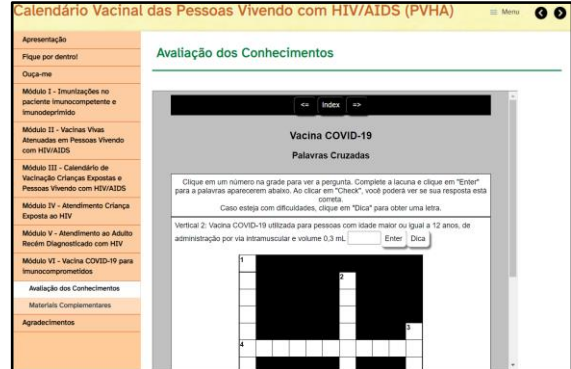 Calendário Vacinal das Pessoas Vivendo com HIV/AIDS (PVHA)
Menu
Apresentação
Fique por dentro!
Ouça-me
Módulo I - Imunizações no
paciente imunocompetente e
imunodeprimido
Módulo II - Vacinas Vivas
Atenuadas em Pessoas Vivendo
com HIV/AIDS
Módulo III - Calendário de
Vacinação Crianças Expostas e
Pessoas Vivendo com HIV/AIDS
Módulo IV - Atendimento Criança
Exposta ao HIV
Módulo V - Atendimento ao Adulto
Recém Diagnosticado com HIV
Módulo VI - Vacina COVID-19 para
Imunocomprometidos
Avaliação dos Conhecimentos
Materiais Complementares
Agradecimentos
Avaliação dos Conhecimentos
<= Index =>
Vacina COVID-19
Palavras Cruzadas
Clique em um número na grade para ver a pergunta. Complete a lacuna e clique em "Enter"
para a palavras aparecerem abaixo. Ao clicar em "Check", você poderá ver se sua resposta está
correta.
Caso esteja com dificuldades, clique em "Dica" para obter uma letra.
Vertical 2: Vacina COVID-19 utilizada para pessoas com idade maior ou igual a 12 anos, de
administração por via intramuscular e volume 0,3 mL Enter Dica
1
2
3
4